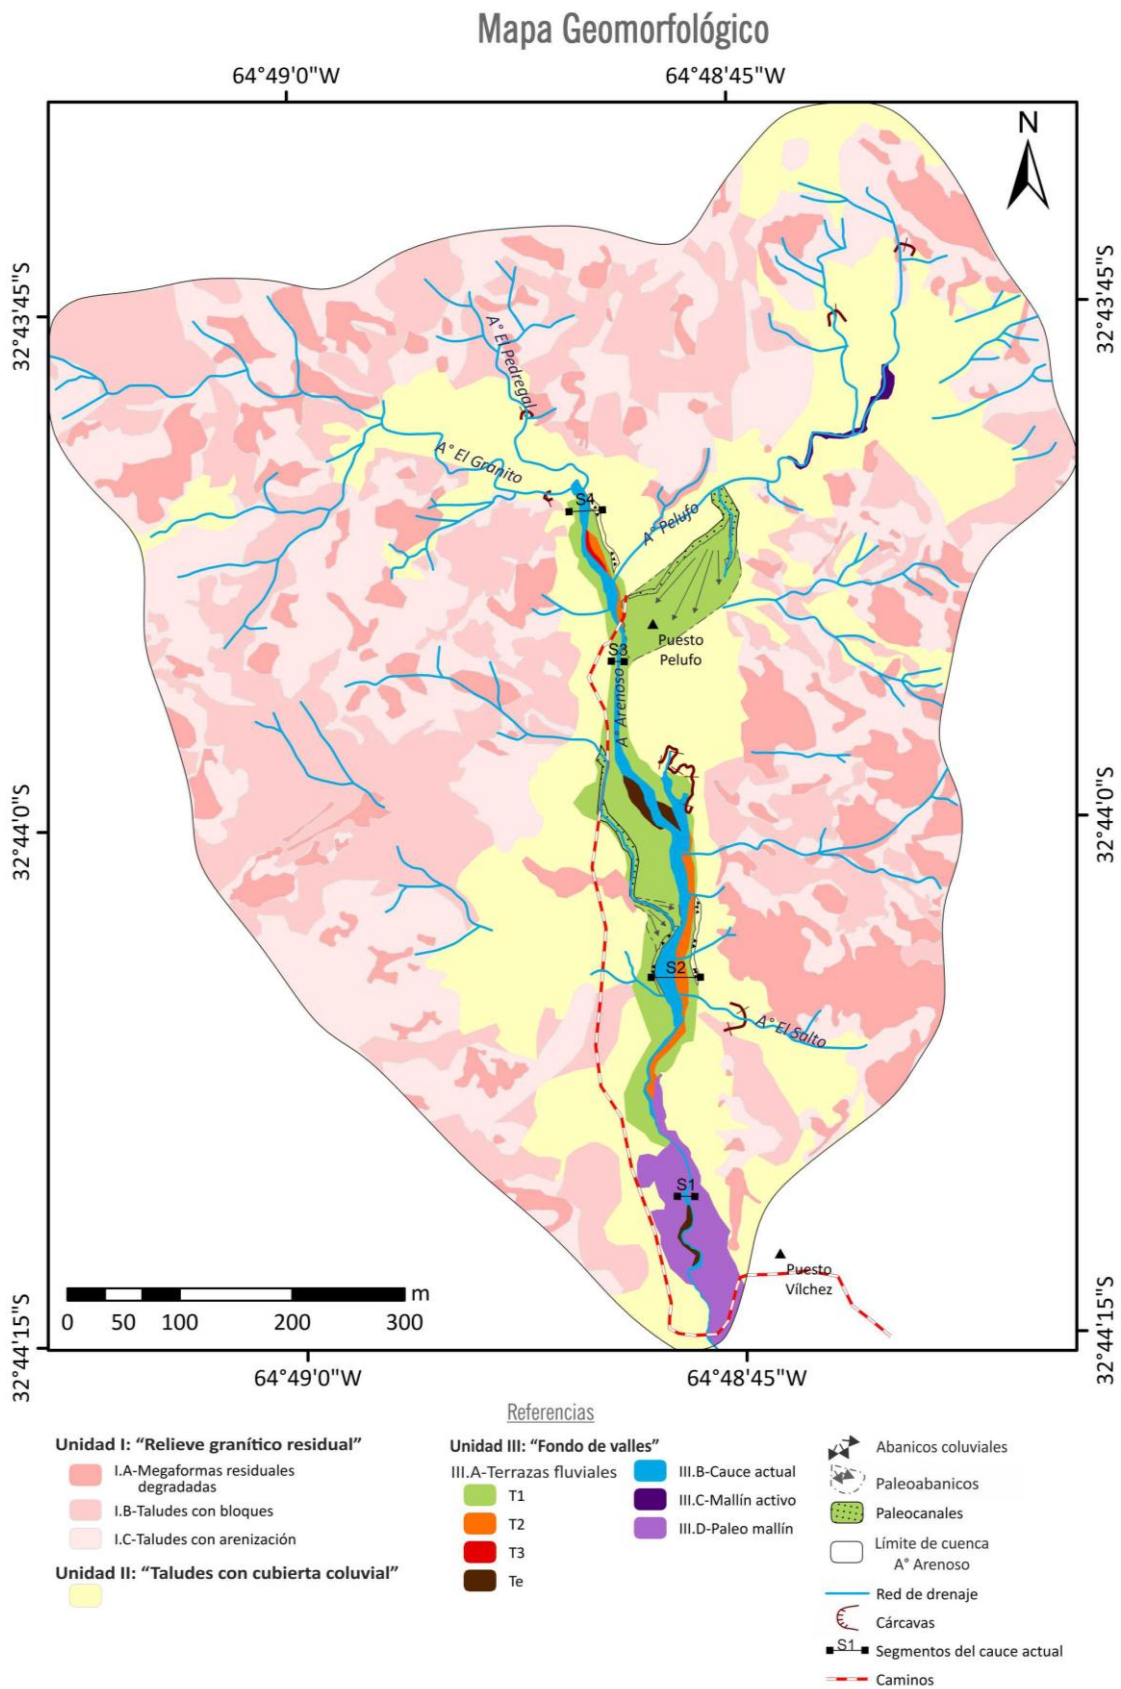 Mapa Geomorfológico
64°49'0"W
64°48'45"W
N
32°43'45"S
32°43'45"S
A° El Pedregal
A° El Granito
S4
A° Pelufo
Puesto
Pelufo
S3
A° Arenoso
32°44'0"S
32°44'0"S
S2
A° El Salto
S1
Puesto
Vílchez
m
0 50 100 200 300
32°44'15"S
32°44'15"S
64°49'0"W
64°48'45"W
Referencias
Unidad I: “Relieve granítico residual”
I.A-Megaformas residuales
degradadas
I.B-Taludes con bloques
I.C-Taludes con arenización
Unidad II: “Taludes con cubierta coluvial”
Unidad III: “Fondo de valles”
III.A-Terrazas fluviales
T1
T2
T3
Te
III.B-Cauce actual
III.C-Mallín activo
III.D-Paleo mallín
Abanicos coluviales
Paleoabanicos
Paleocanales
Límite de cuenca
A° Arenoso
Red de drenaje
Cárcavas
S1 Segmentos del cauce actual
Caminos